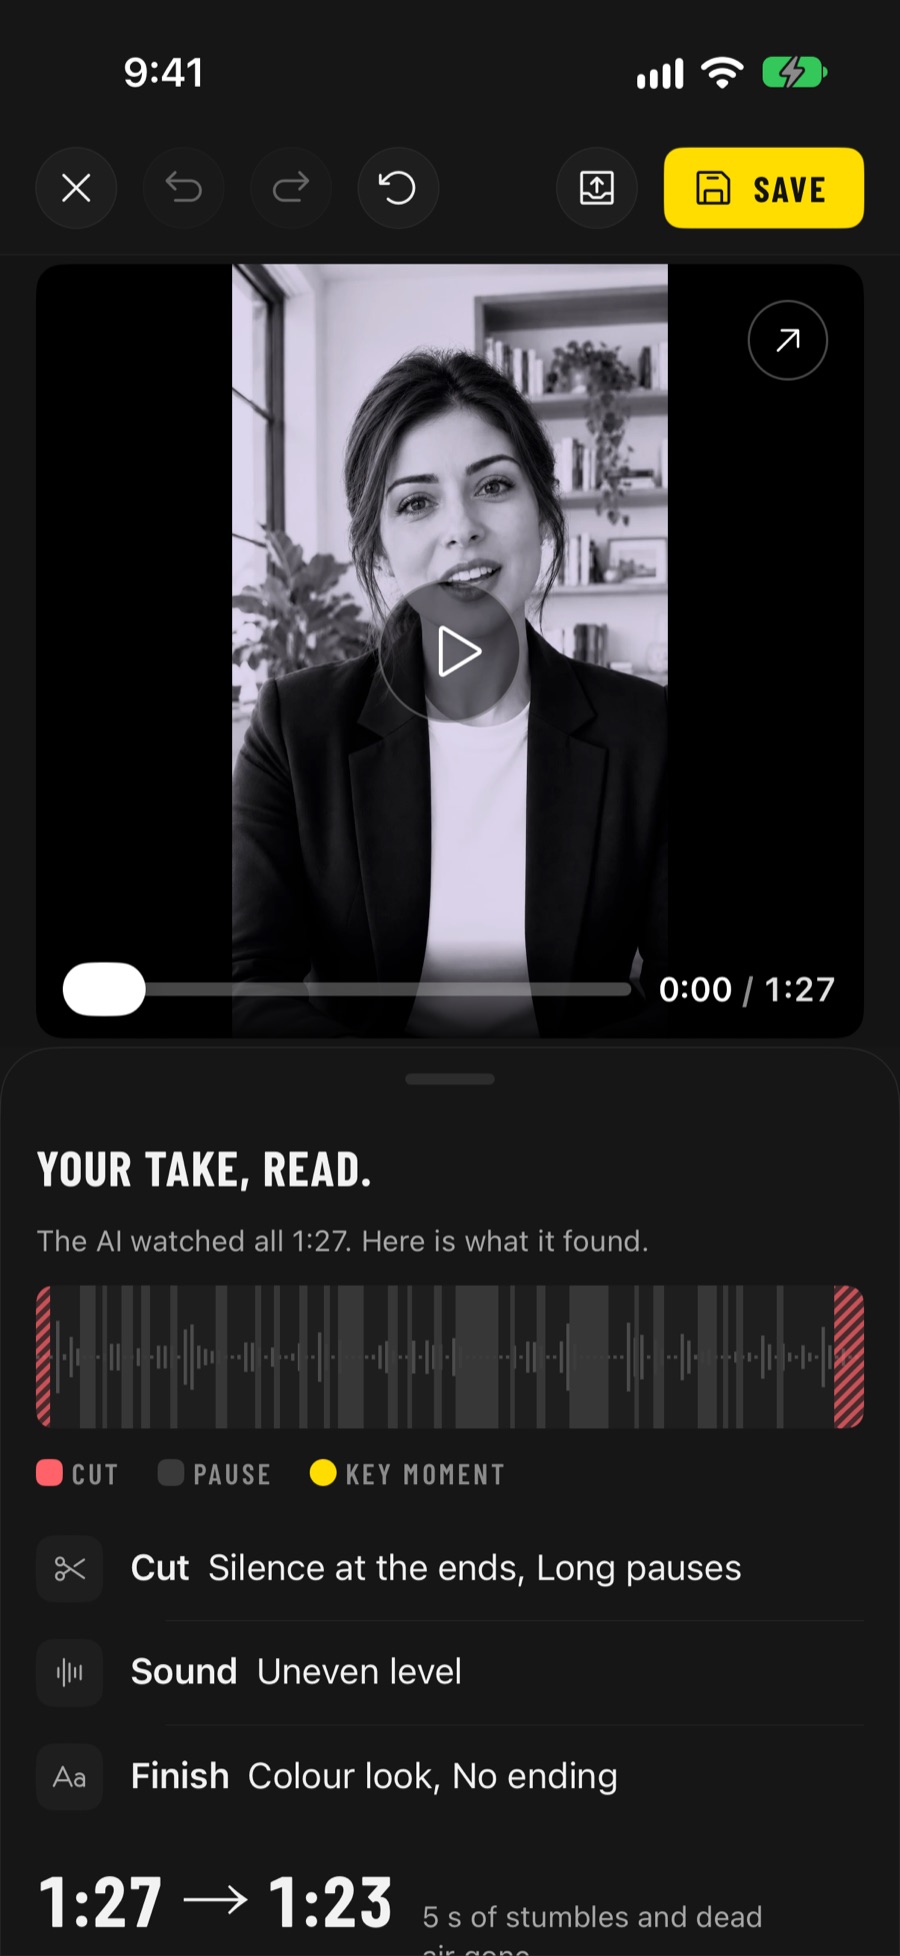 9:41
SAVE
0:00 / 1:27
YOUR TAKE, READ.
The AI watched all 1:27. Here is what it found.
CUT PAUSE KEY MOMENT
Cut Silence at the ends, Long pauses
Sound Uneven level
Aa Finish Colour look, No ending
1:27 → 1:23 5 s of stumbles and dead
air gone